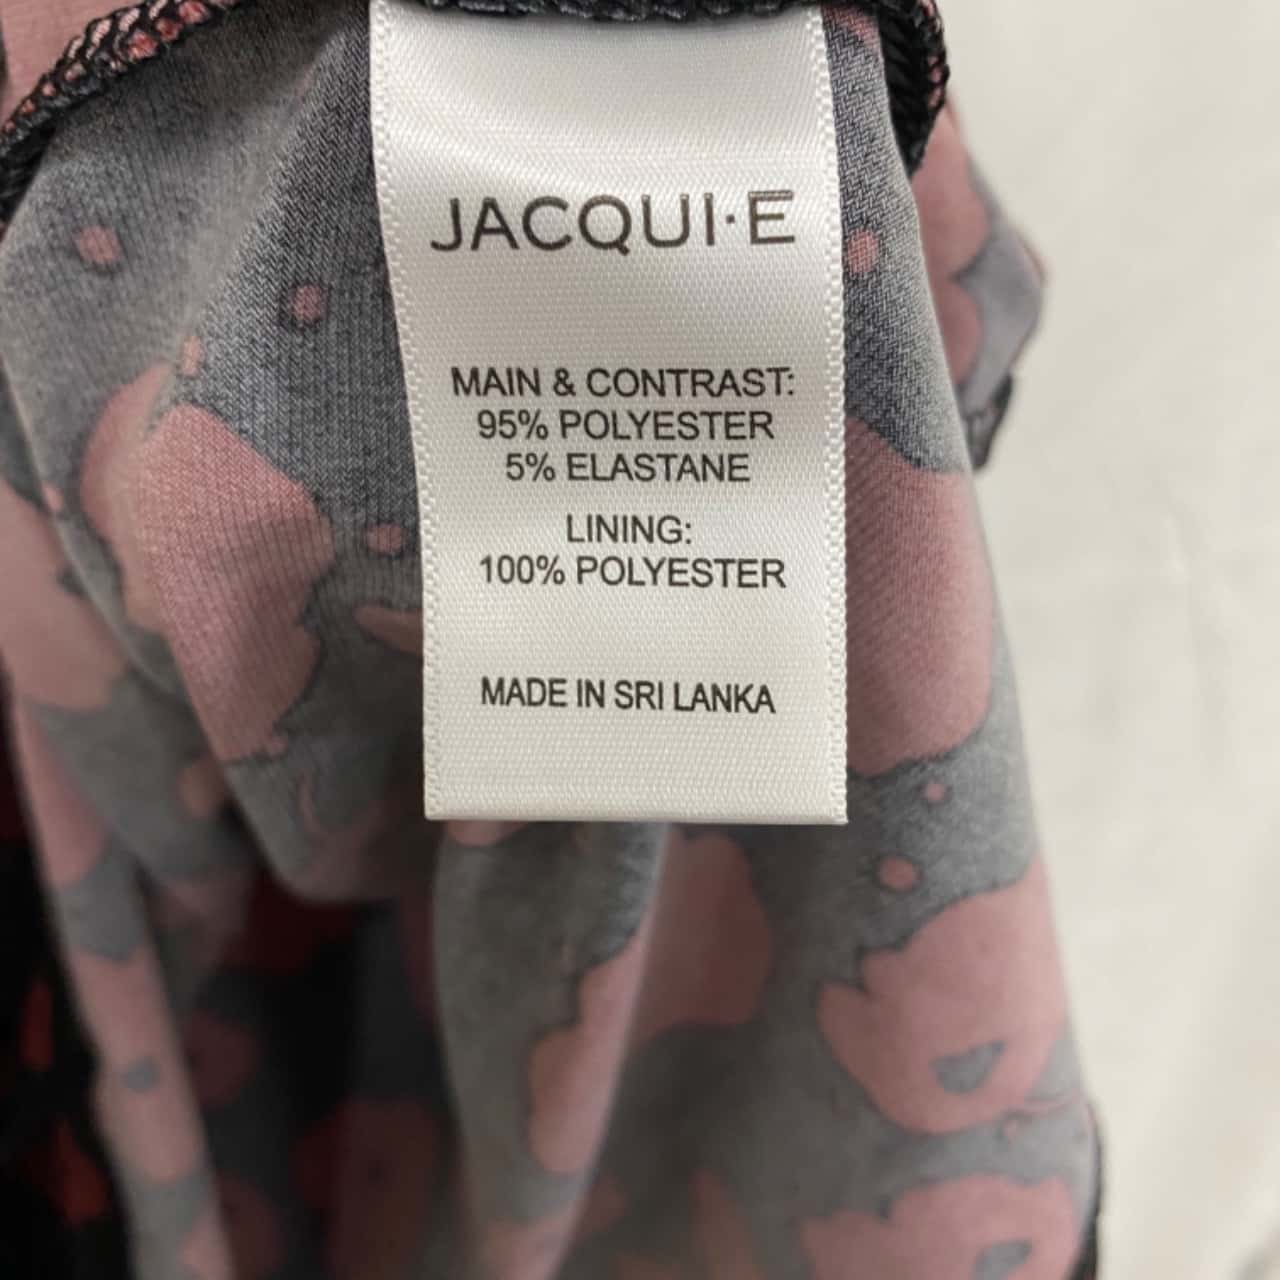 JACQUI·E
MAIN & CONTRAST:
95% POLYESTER
5% ELASTANE
LINING:
100% POLYESTER
MADE IN SRI LANKA